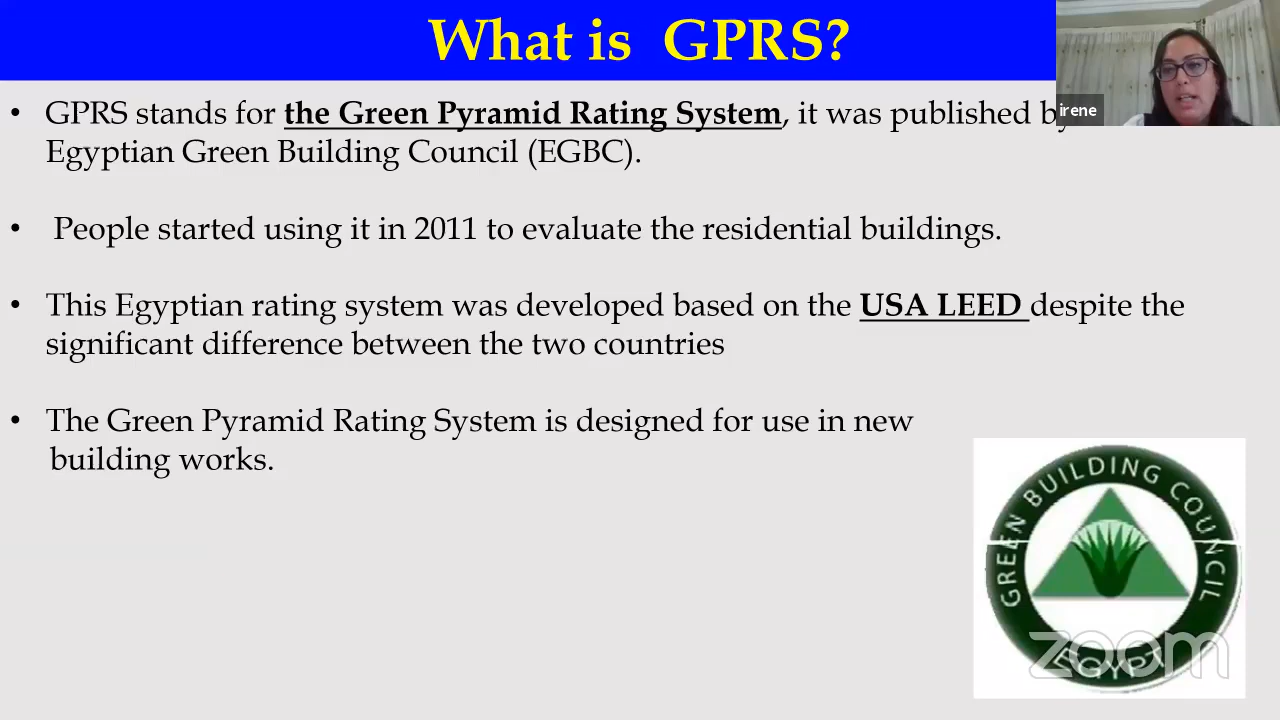 What is GPRS?
irene
• GPRS stands for the Green Pyramid Rating System, it was published by
Egyptian Green Building Council (EGBC).
• People started using it in 2011 to evaluate the residential buildings.
• This Egyptian rating system was developed based on the USA LEED despite the
significant difference between the two countries
• The Green Pyramid Rating System is designed for use in new
building works.
GREEN BUILDING COUNCIL
EGYPT
zoom